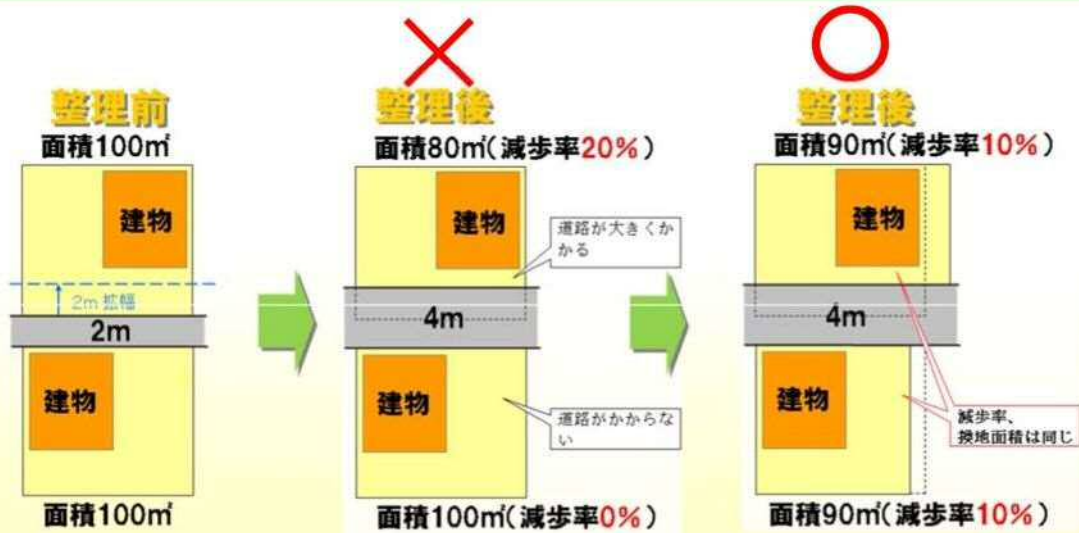 整理前
面積100㎡
建物
2m 拡幅
2m
建物
面積100㎡
整理後
面積80㎡(減歩率20%)
建物
道路が大きくか
かる
4m
建物
道路がかからな
い
面積100㎡(減歩率0%)
整理後
面積90㎡(減歩率10%)
建物
4m
建物
減歩率、
換地面積は同じ
面積90㎡(減歩率10%)